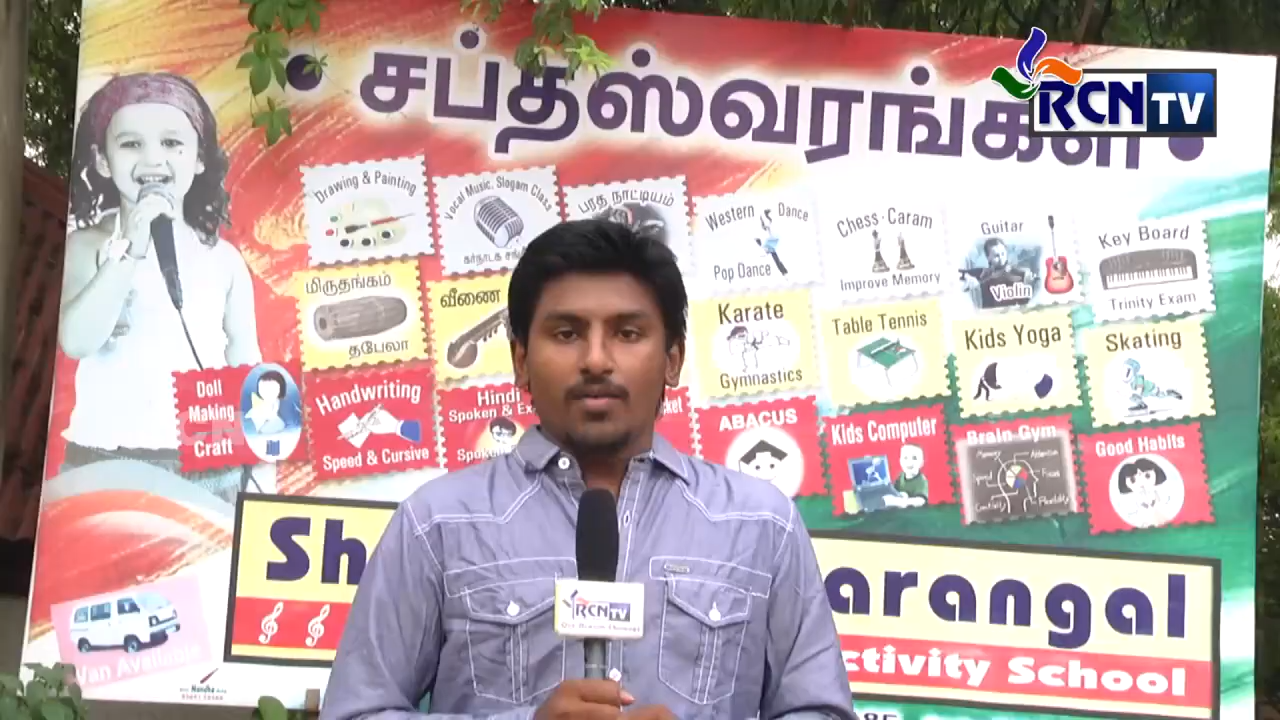 சப்தஸ்வரங்கள்
RCN TV
Drawing & Painting
Vocal Music, Slogam Class
பரத நாட்டியம்
Western Dance
Pop Dance
Chess - Caram
Improve Memory
Guitar
Violin
Key Board
Trinity Exam
மிருதங்கம்
தபேலா
வீணை
Karate
Gymnastics
Table Tennis
Kids Yoga
Skating
Doll
Making
Craft
Handwriting
Speed & Cursive
Hindi
Spoken &
ABACUS
Kids Computer
Brain Gym
Good Habits
Sh
arangal
ctivity School
Van Available
RCN TV